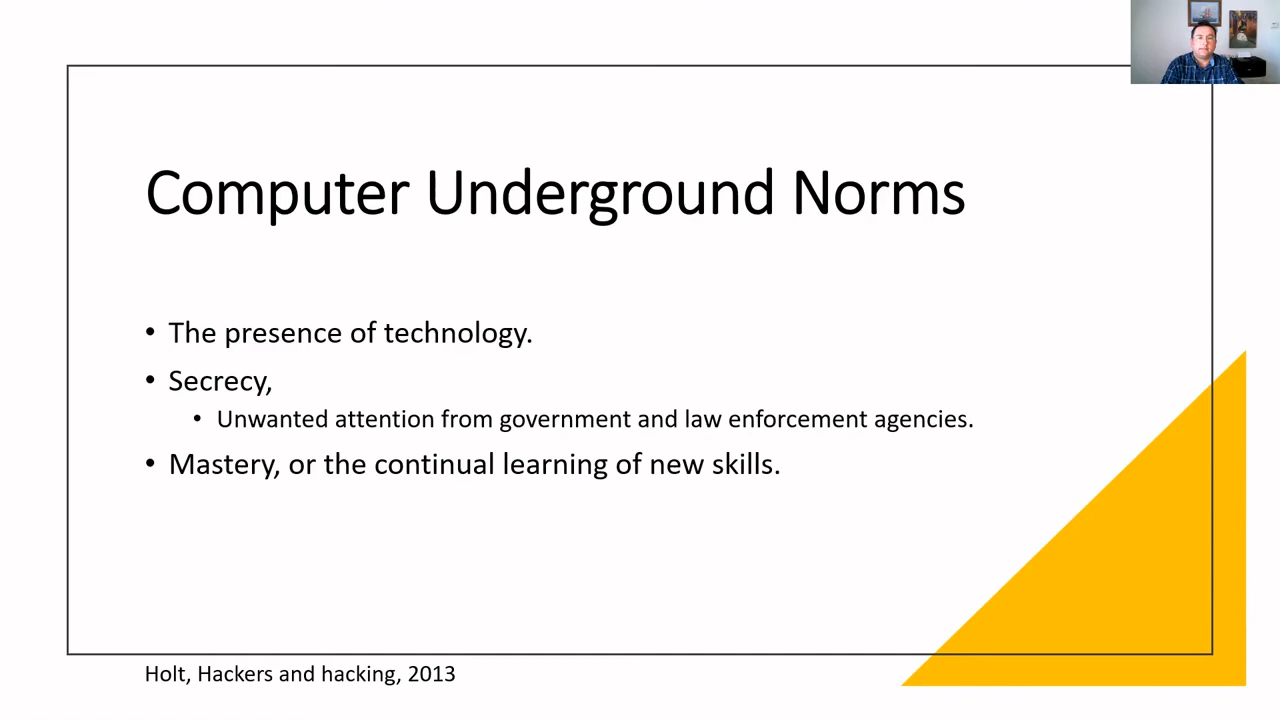 Computer Underground Norms
• The presence of technology.
• Secrecy,
• Unwanted attention from government and law enforcement agencies.
• Mastery, or the continual learning of new skills.
Holt, Hackers and hacking, 2013